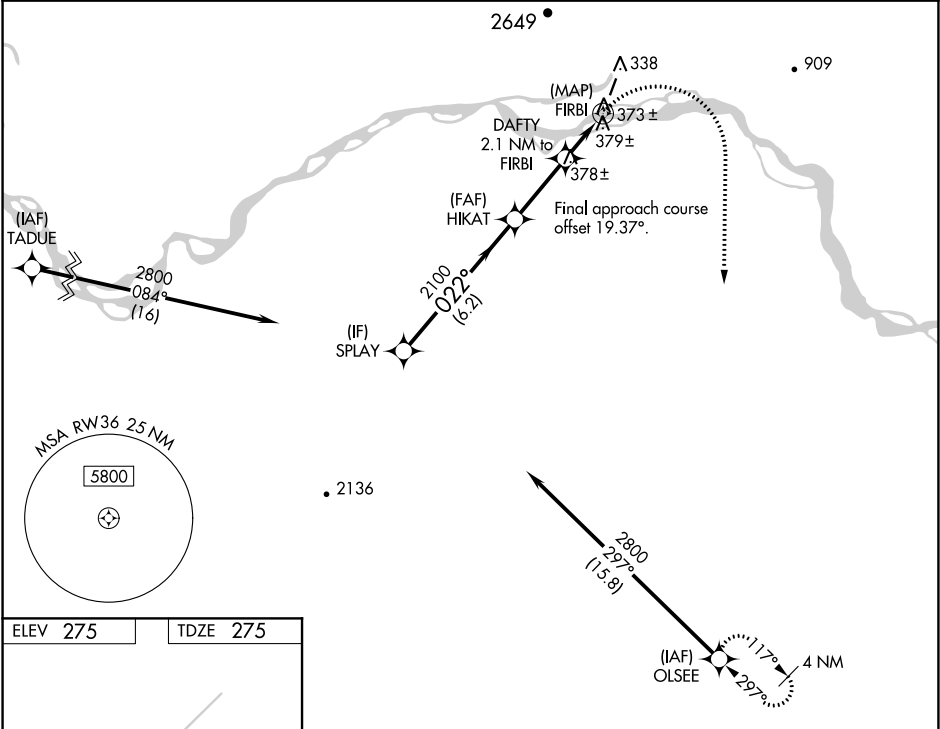 2649
338
909
(MAP)
FIRBI
373±
DAFTY
2.1 NM to
FIRBI
379±
378±
(FAF)
HIKAT
Final approach course
offset 19.37°.
(IAF)
TADUE
2800
084°
(16)
2100
022°
(6.2)
(IF)
SPLAY
MSA RW36 25 NM
5800
2136
2800
297°
(15.8)
(IAF)
OLSEE
117°
297°
4 NM
ELEV 275
TDZE 275